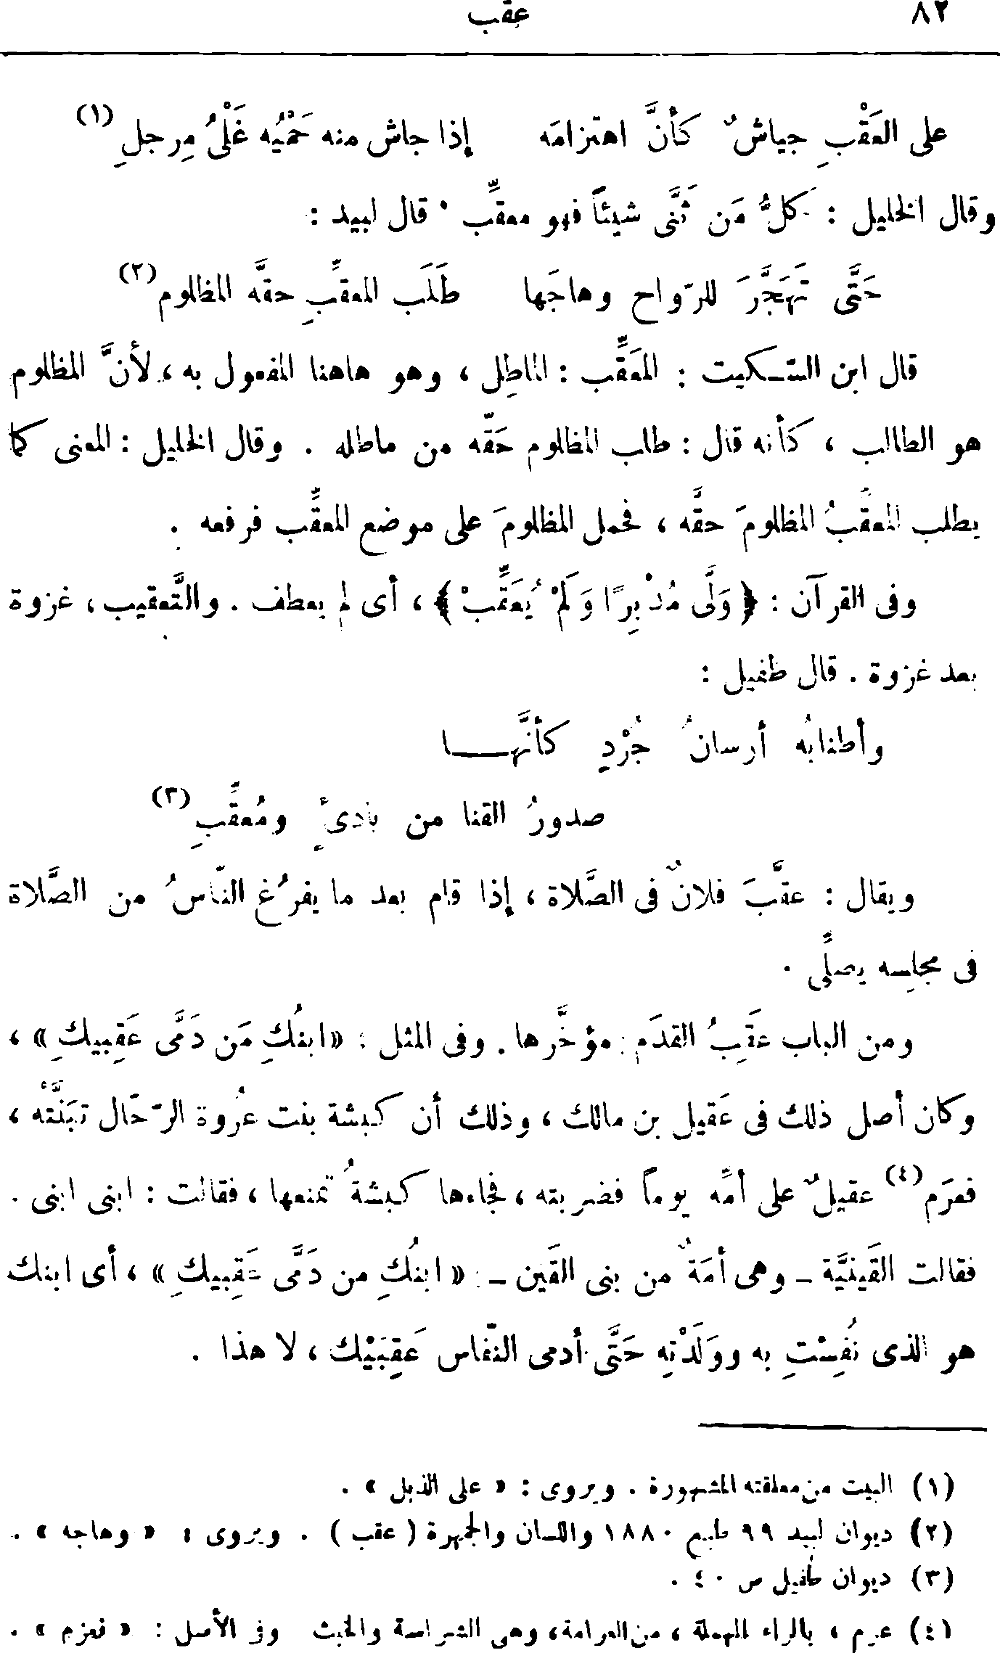 ٨٢ عقب
على العَقْبِ جياشٌ كَأنَّ اهتزامَه إذا جاش منه حَمْيُه غَلْىُ مِرجلِ(١)
وقال الخليل : كلُّ مَن ثَنَّى شيئاً فهو معقِّب . قال لبيد :
حَتَّى تَهَجَّرَ للرّواح وهاجَها طَلَب المعقِّبِ حقَّه المظلوم(٢)
قال ابن السّكيت : المعَقِّب : الماطِل ، وهو هاهنا المفعول به ، لأنَّ المظلوم
هو الطالب ، كأنه قال : طلب المظلوم حَقّه من ماطله . وقال الخليل : المعنى كما
يطلب المعقّبُ المظلومَ حقَّه ، فحمل المظلومَ على موضع المعقِّب فرفعه .
وفى القرآن : ﴿وَلَّى مُدْبِرًا وَلَمْ يُعَقِّبْ﴾ ، أى لم يعطف . والتَّعقيب ، غزوة
بعد غزوة . قال طفيل :
وأطنابُه أرسانُ جُرْدٍ كأنَّهـــا
صدورُ القنا من بادىءٍ ومُعقِّبِ(٣)
ويقال : عقَّبَ فلانٌ فى الصَّلاة ، إذا قام بعد ما يفرُغ النّاسُ من الصَّلاة
فى مجلِسه يصلِّى .
ومن الباب عَقِبُ القدَم : مؤخَّرها . وفى المثل : «ابنُكِ مَن دَمَّى عَقِبيكِ» ،
وكان أصل ذلك فى عَقيل بن مالك ، وذلك أن كبشة بنت عُروة الرّحّال تبَنَّتْه ،
فعرَم(٤) عقيلٌ على أمِّه يوماً فضربته ، فجاءها كبشةُ تمنعها ، فقالت : ابنى ابنى .
فقالت القَينيَّة – وهى أمَةٌ من بنى القَين – : « ابنُكِ من دَمَّى عَقِبيكِ » ، أى ابنك
هو الذى نُفِسْتِ به ووَلَدْتِهِ حَتَّى أدمى النّفاس عَقِبَيْك ، لا هذا .
(١) البيت من معلقته المشهورة . ويروى : « على الذبل » .
(٢) ديوان لبيد ٩٩ طبع ١٨٨٠ واللسان والجمهرة ( عقب ) . ويروى : « وهاجه » .
(٣) ديوان طفيل ص ٤٠ .
(٤) عرم ، بالراء المهملة ، من العرامة ، وهى الشراسة والخبث وفى الأصل : « فعزم » .